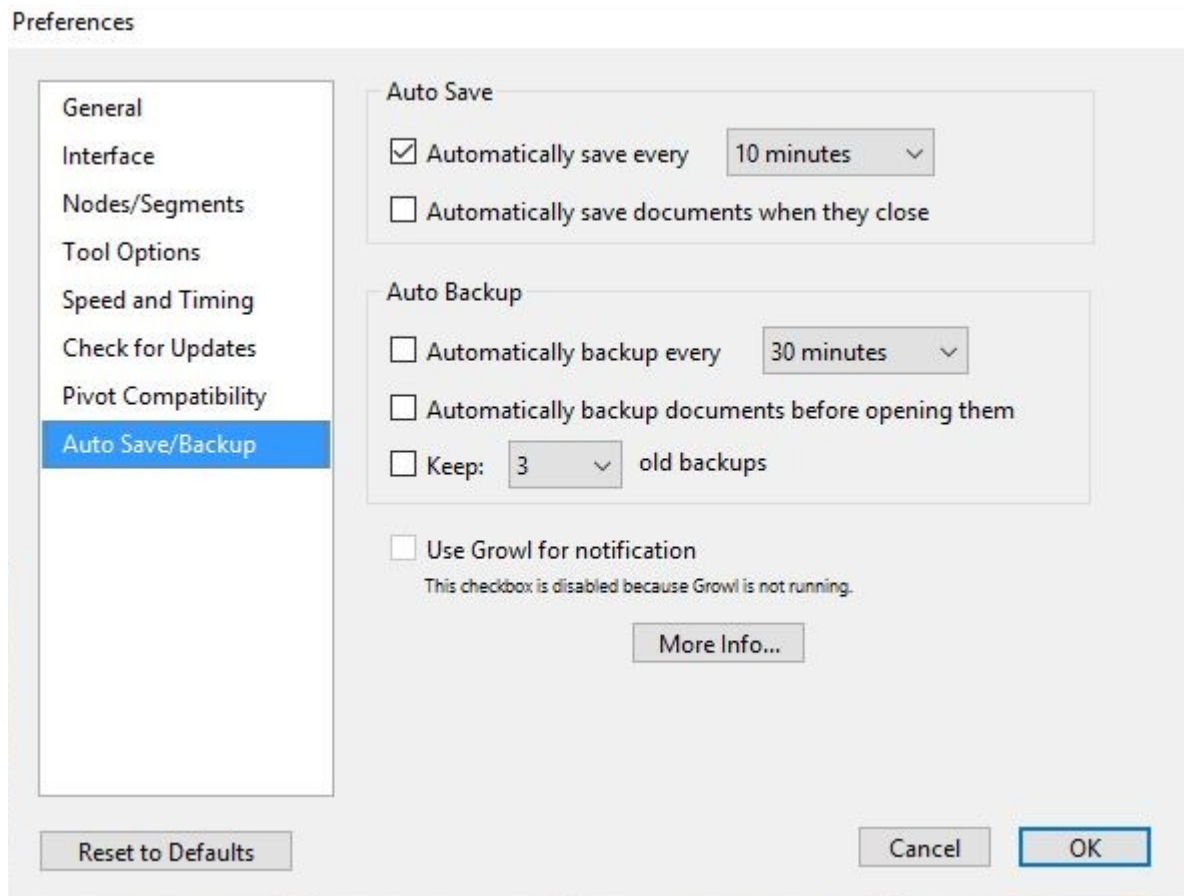 Preferences
General
Interface
Nodes/Segments
Tool Options
Speed and Timing
Check for Updates
Pivot Compatibility
Auto Save/Backup
Auto Save
Automatically save every 10 minutes
Automatically save documents when they close
Auto Backup
Automatically backup every 30 minutes
Automatically backup documents before opening them
Keep: 3 old backups
Use Growl for notification
This checkbox is disabled because Growl is not running.
More Info...
Reset to Defaults
Cancel
OK